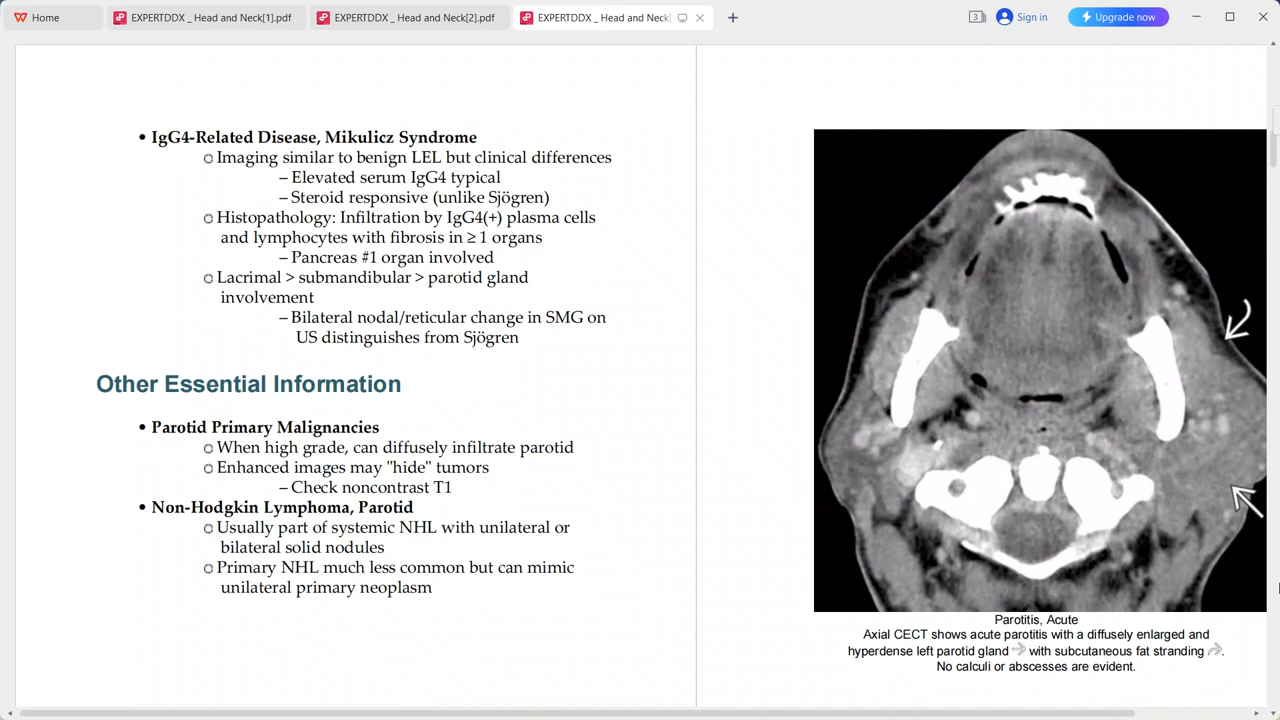 Home
EXPERTDDX _ Head and Neck[1].pdf
EXPERTDDX _ Head and Neck[2].pdf
EXPERTDDX _ Head and Neck[
3
Sign in
Upgrade now
• IgG4-Related Disease, Mikulicz Syndrome
○ Imaging similar to benign LEL but clinical differences
– Elevated serum IgG4 typical
– Steroid responsive (unlike Sjögren)
○ Histopathology: Infiltration by IgG4(+) plasma cells
and lymphocytes with fibrosis in ≥ 1 organs
– Pancreas #1 organ involved
○ Lacrimal > submandibular > parotid gland
involvement
– Bilateral nodal/reticular change in SMG on
US distinguishes from Sjögren
Other Essential Information
• Parotid Primary Malignancies
○ When high grade, can diffusely infiltrate parotid
○ Enhanced images may "hide" tumors
– Check noncontrast T1
• Non-Hodgkin Lymphoma, Parotid
○ Usually part of systemic NHL with unilateral or
bilateral solid nodules
○ Primary NHL much less common but can mimic
unilateral primary neoplasm
Parotitis, Acute
Axial CECT shows acute parotitis with a diffusely enlarged and
hyperdense left parotid gland with subcutaneous fat stranding .
No calculi or abscesses are evident.